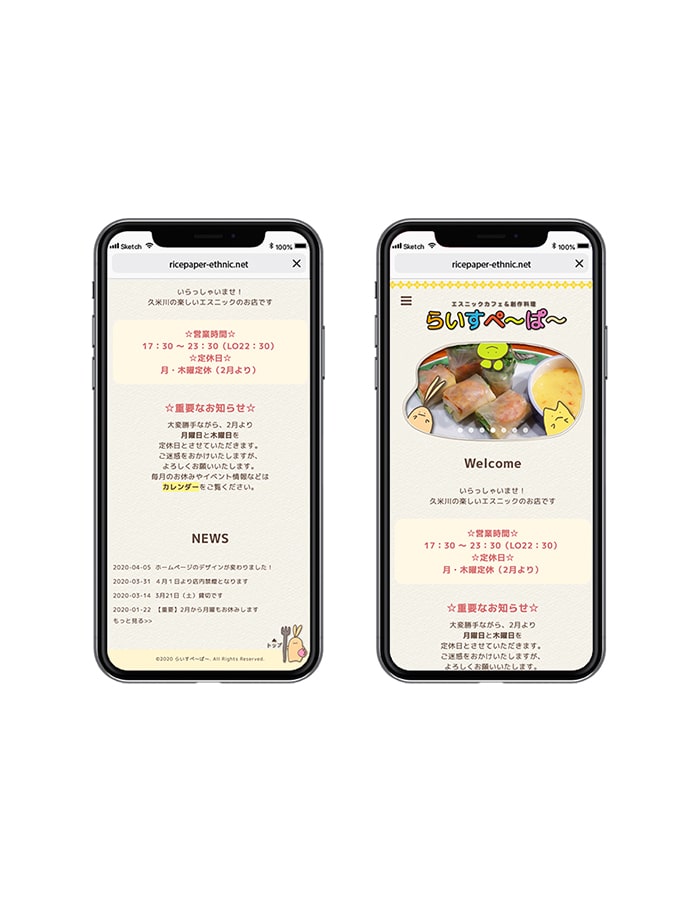 Sketch 100%
ricepaper-ethnic.net ×
いらっしゃいませ！
久米川の楽しいエスニックのお店です
☆営業時間☆
17：30 〜 23：30（LO22：30）
☆定休日☆
月・木曜定休（2月より）
☆重要なお知らせ☆
大変勝手ながら、2月より
月曜日と木曜日を
定休日とさせていただきます。
ご迷惑をおかけいたしますが、
よろしくお願いいたします。
毎月のお休みやイベント情報などは
カレンダーをご覧ください。
NEWS
2020-04-05 ホームページのデザインが変わりました！
2020-03-31 ４月１日より店内禁煙となります
2020-03-14 3月21日（土）貸切です
2020-01-22 【重要】2月から月曜もお休みします
もっと見る>>
トップ
©2020 らいすぺ〜ぱ〜. All Rights Reserved.
Sketch 100%
ricepaper-ethnic.net ×
エスニックカフェ＆創作料理
らいすぺ〜ぱ〜
Welcome
いらっしゃいませ！
久米川の楽しいエスニックのお店です
☆営業時間☆
17：30 〜 23：30（LO22：30）
☆定休日☆
月・木曜定休（2月より）
☆重要なお知らせ☆
大変勝手ながら、2月より
月曜日と木曜日を
定休日とさせていただきます。
ご迷惑をおかけいたしますが、
よろしくお願いいたします。